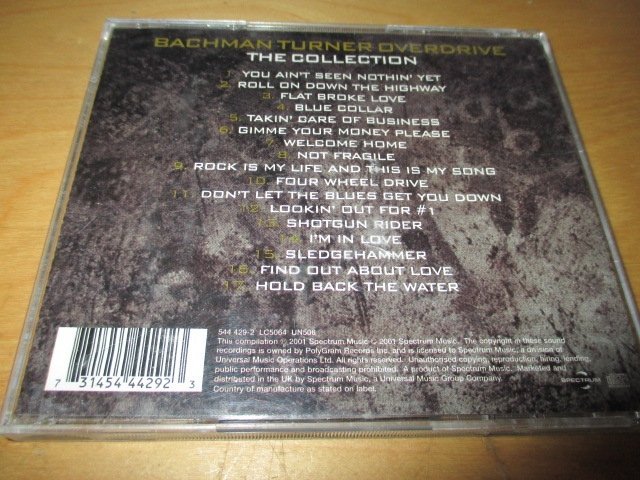 BACHMAN TURNER OVERDRIVE
THE COLLECTION
1. YOU AIN'T SEEN NOTHIN' YET
2. ROLL ON DOWN THE HIGHWAY
3. FLAT BROKE LOVE
4. BLUE COLLAR
5. TAKIN' CARE OF BUSINESS
6. GIMME YOUR MONEY PLEASE
7. WELCOME HOME
8. NOT FRAGILE
9. ROCK IS MY LIFE AND THIS IS MY SONG
10. FOUR WHEEL DRIVE
11. DON'T LET THE BLUES GET YOU DOWN
12. LOOKIN' OUT FOR #1
13. SHOTGUN RIDER
14. I'M IN LOVE
15. SLEDGEHAMMER
16. FIND OUT ABOUT LOVE
17. HOLD BACK THE WATER
544 429-2 LC5064 UN508
This compilation ℗ 2001 Spectrum Music © 2001 Spectrum Music. The copyright in these sound
recordings is owned by PolyGram Records Inc. and is licensed to Spectrum Music, a division of
Universal Music Operations Ltd. All rights reserved. Unauthorised copying, reproduction, hiring, lending,
public performance and broadcasting prohibited. A product of Spectrum Music. Marketed and
distributed in the UK by Spectrum Music, a Universal Music Group Company.
Country of manufacture as stated on label.
7 31454 44292 3
SPECTRUM